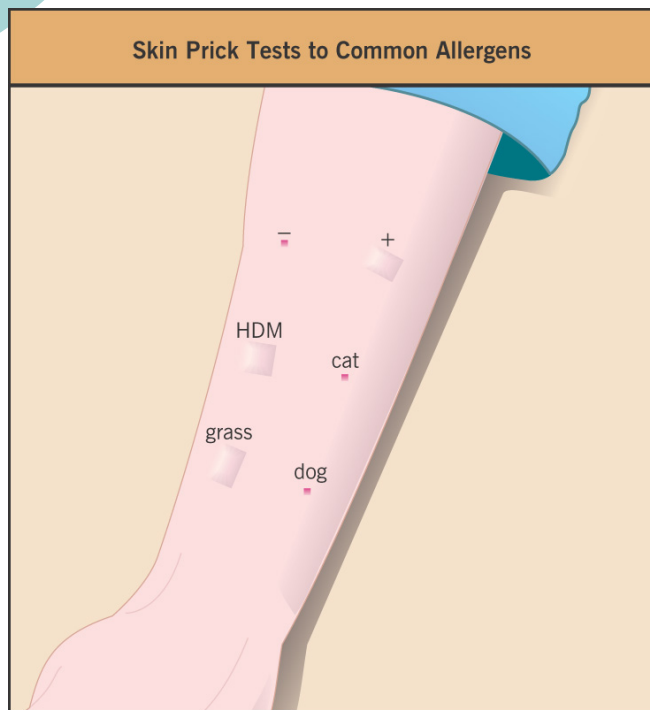 Skin Prick Tests to Common Allergens
– +
HDM
cat
grass
dog